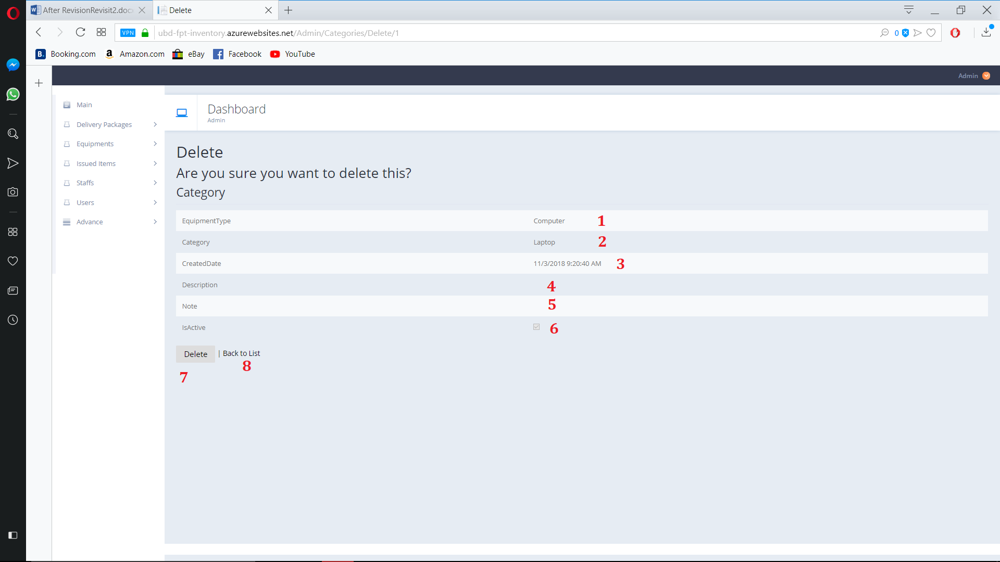 After RevisionRevisit2.docx
Delete
VPN
ubd-fpt-inventory.azurewebsites.net/Admin/Categories/Delete/1
0
B. Booking.com
a Amazon.com
eBay
Facebook
YouTube
Admin
Main
Delivery Packages
Equipments
Issued Items
Staffs
Users
Advance
Dashboard
Admin
Delete
Are you sure you want to delete this?
Category
EquipmentType Computer 1
Category Laptop 2
CreatedDate 11/3/2018 9:20:40 AM 3
Description 4
Note 5
IsActive 6
Delete | Back to List
8
7